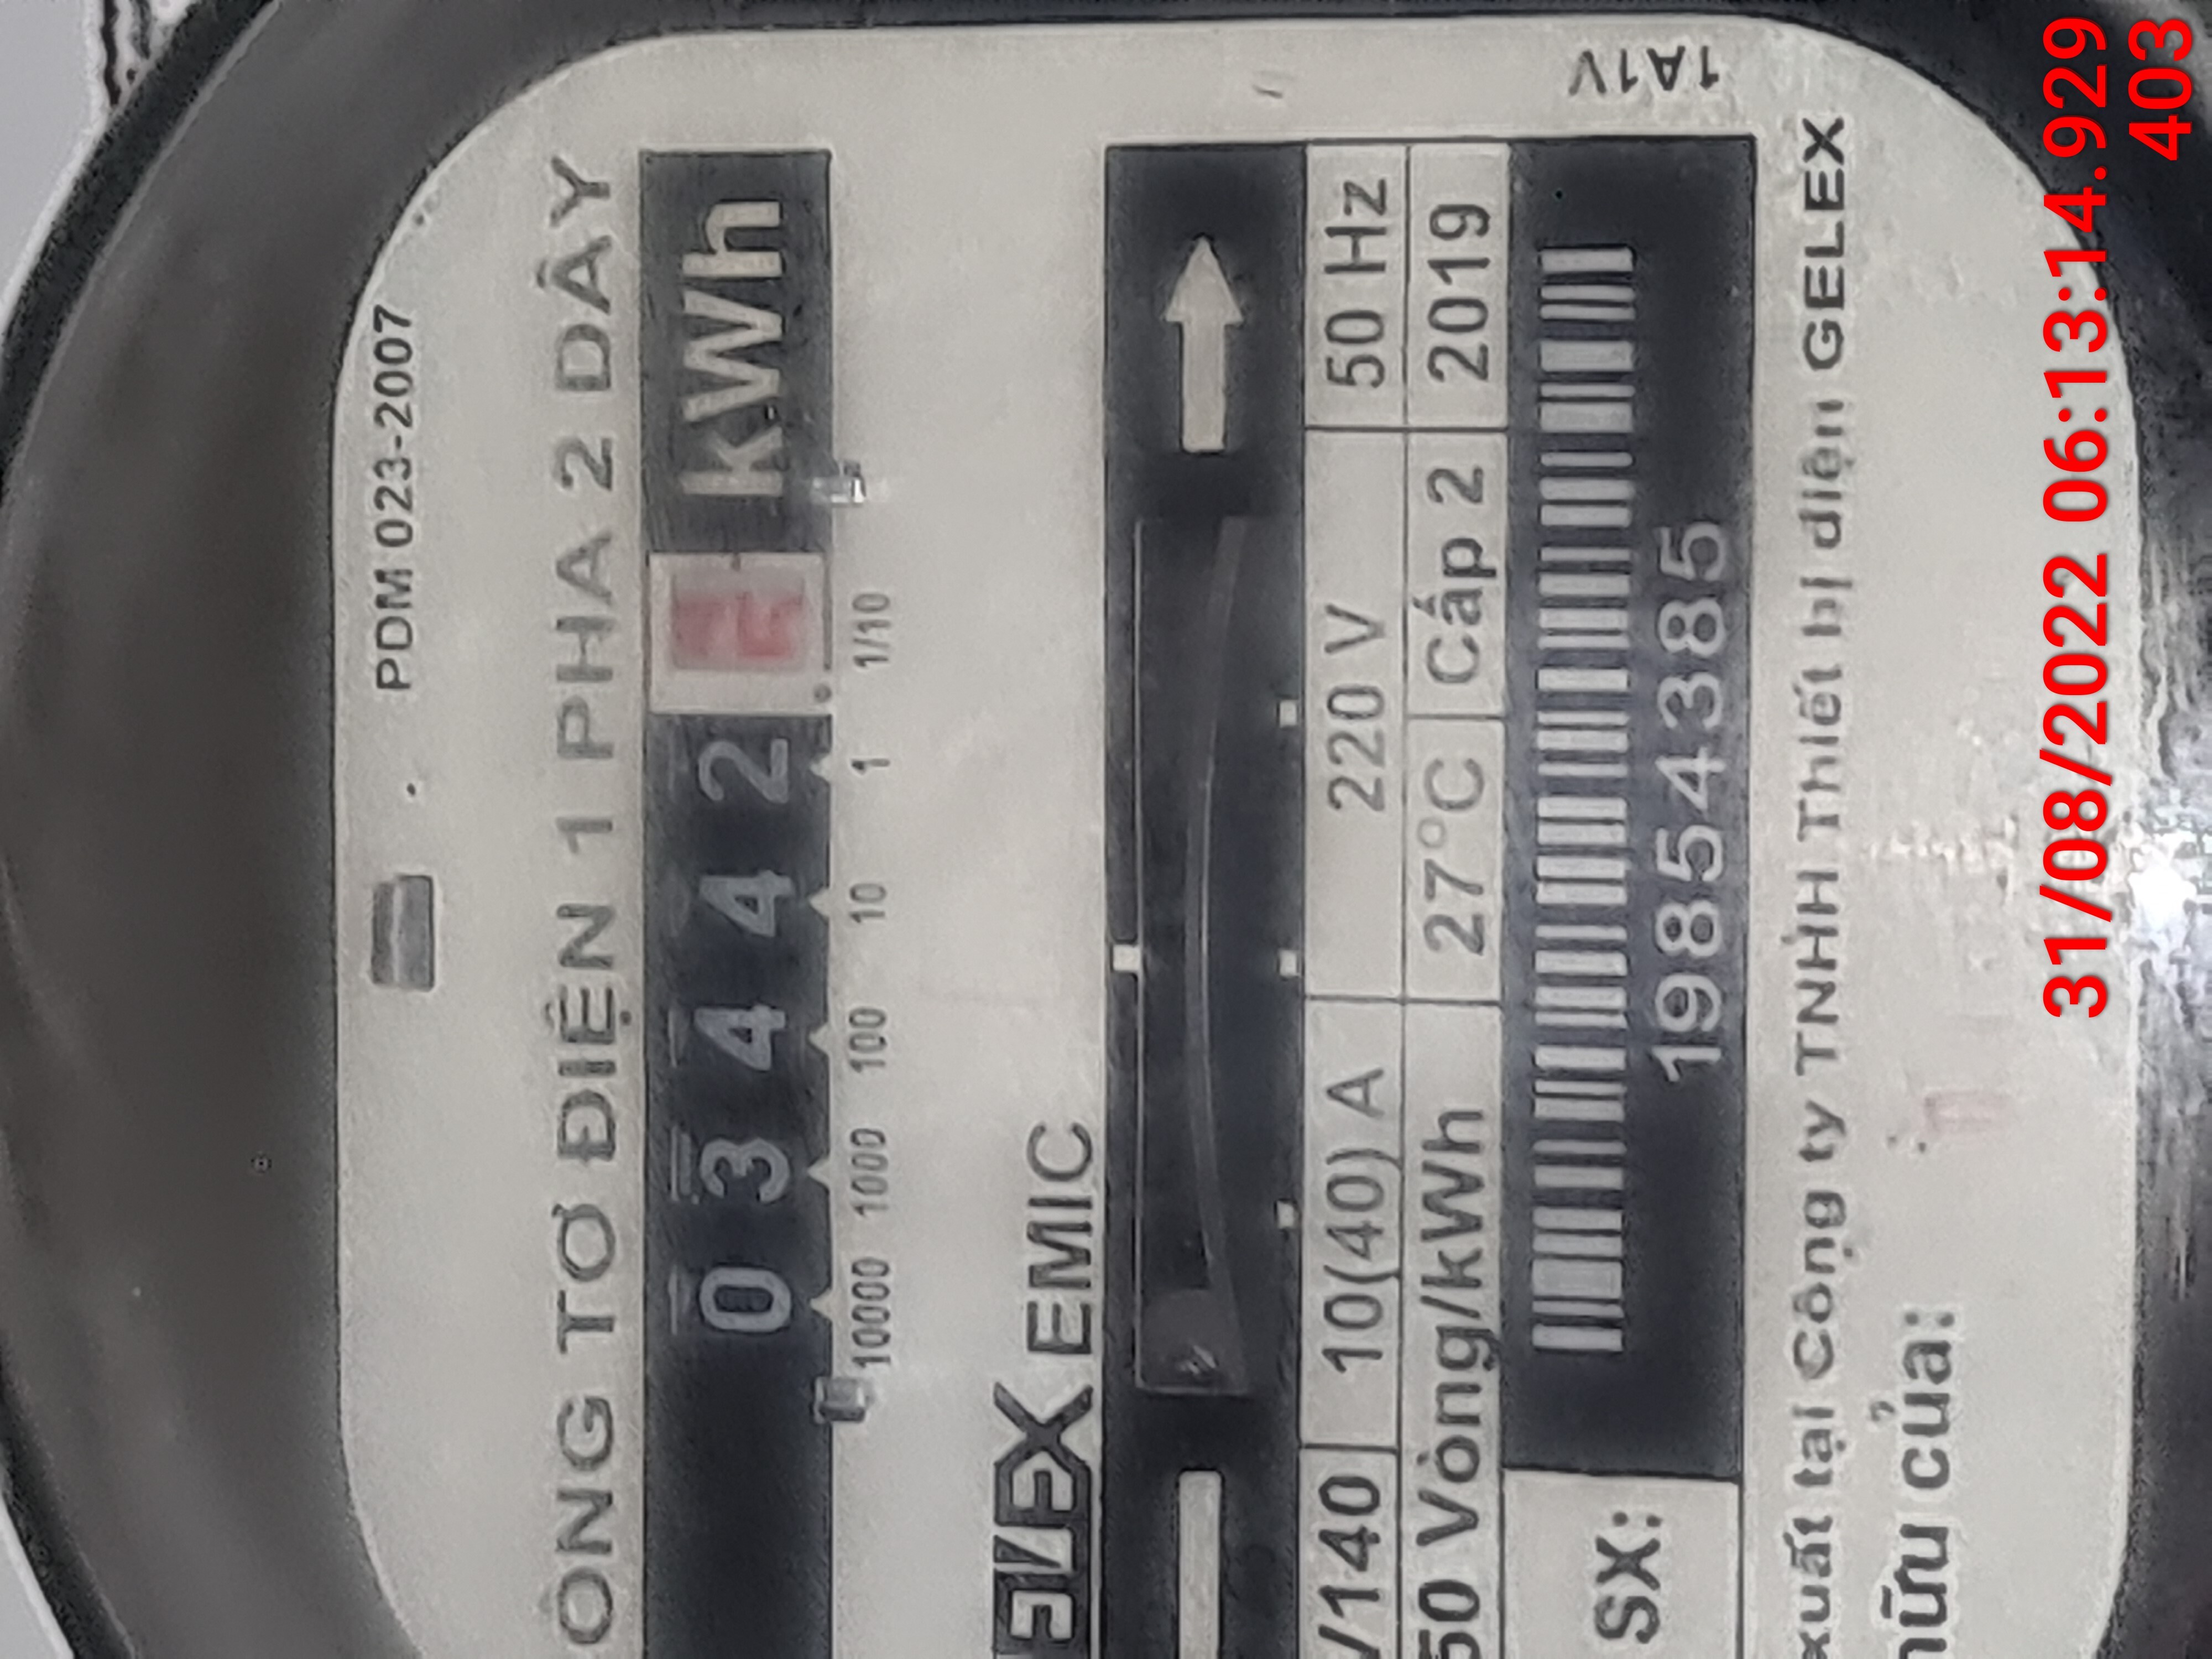 PDM 023-2007
CÔNG TƠ ĐIỆN 1 PHA 2 DÂY
0 3 4 4 2 kWh
10000 1000 100 10 1 1/10
EMIC
V/140 10(40) A 220 V 50 Hz
50 Vòng/kWh 27°C Cấp 2 2019
SX:
19854385
xuất tại Công ty TNHH Thiết bị điện GELEX
hữu của:
1A1V
31/08/2022 06:13:14.929
403